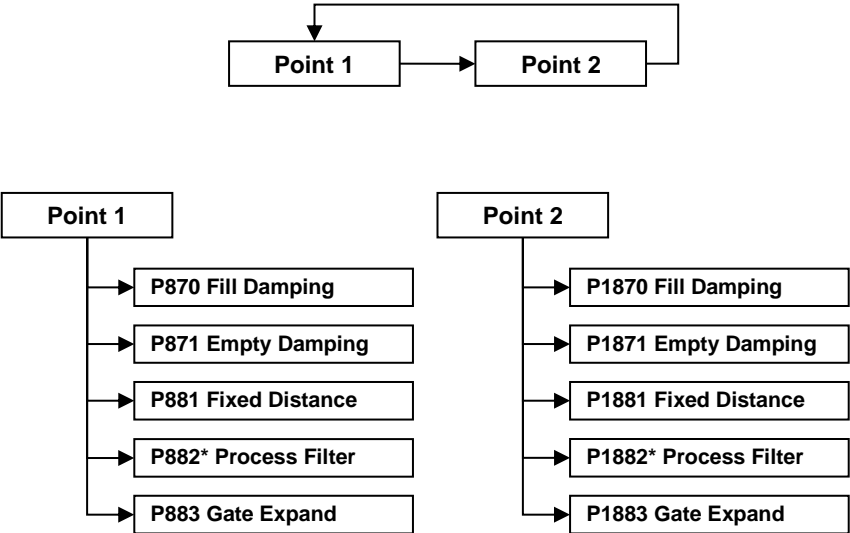 Point 1
Point 2
Point 1
P870 Fill Damping
P871 Empty Damping
P881 Fixed Distance
P882* Process Filter
P883 Gate Expand
Point 2
P1870 Fill Damping
P1871 Empty Damping
P1881 Fixed Distance
P1882* Process Filter
P1883 Gate Expand